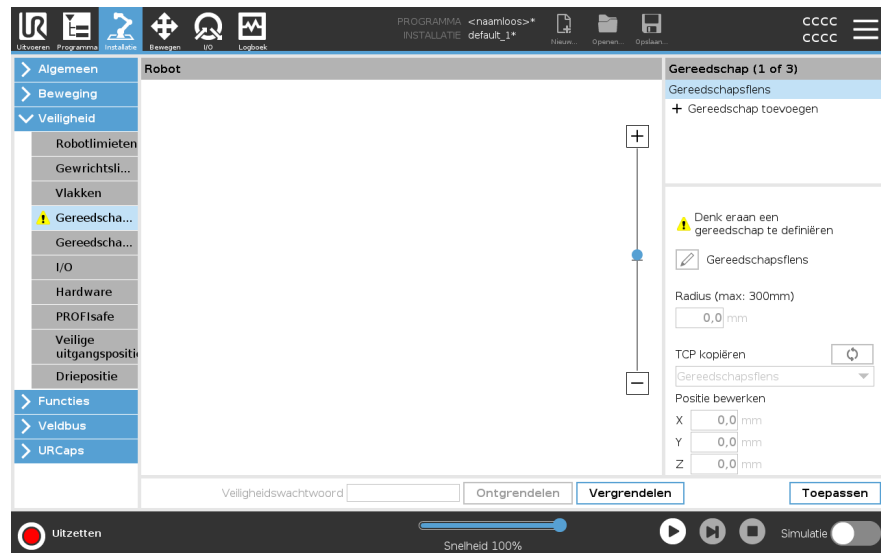 PROGRAMMA <naamloos>*
INSTALLATIE default_1*
Uitvoeren Programma Installatie Bewegen I/O Logboek
Nieuw... Openen... Opslaan...
cccc
cccc
Algemeen
Beweging
Veiligheid
Robotlimieten
Gewrichtsli...
Vlakken
Gereedscha...
Gereedscha...
I/O
Hardware
PROFIsafe
Veilige
uitgangspositi
Driepositie
Functies
Veldbus
URCaps
Robot
Gereedschap (1 of 3)
Gereedschapsflens
+ Gereedschap toevoegen
Denk eraan een
gereedschap te definiëren
Gereedschapsflens
Radius (max: 300mm)
0,0 mm
TCP kopiëren
Gereedschapsflens
Positie bewerken
X 0,0 mm
Y 0,0 mm
Z 0,0 mm
Veiligheidswachtwoord Ontgrendelen Vergrendelen Toepassen
Uitzetten
Snelheid 100%
Simulatie